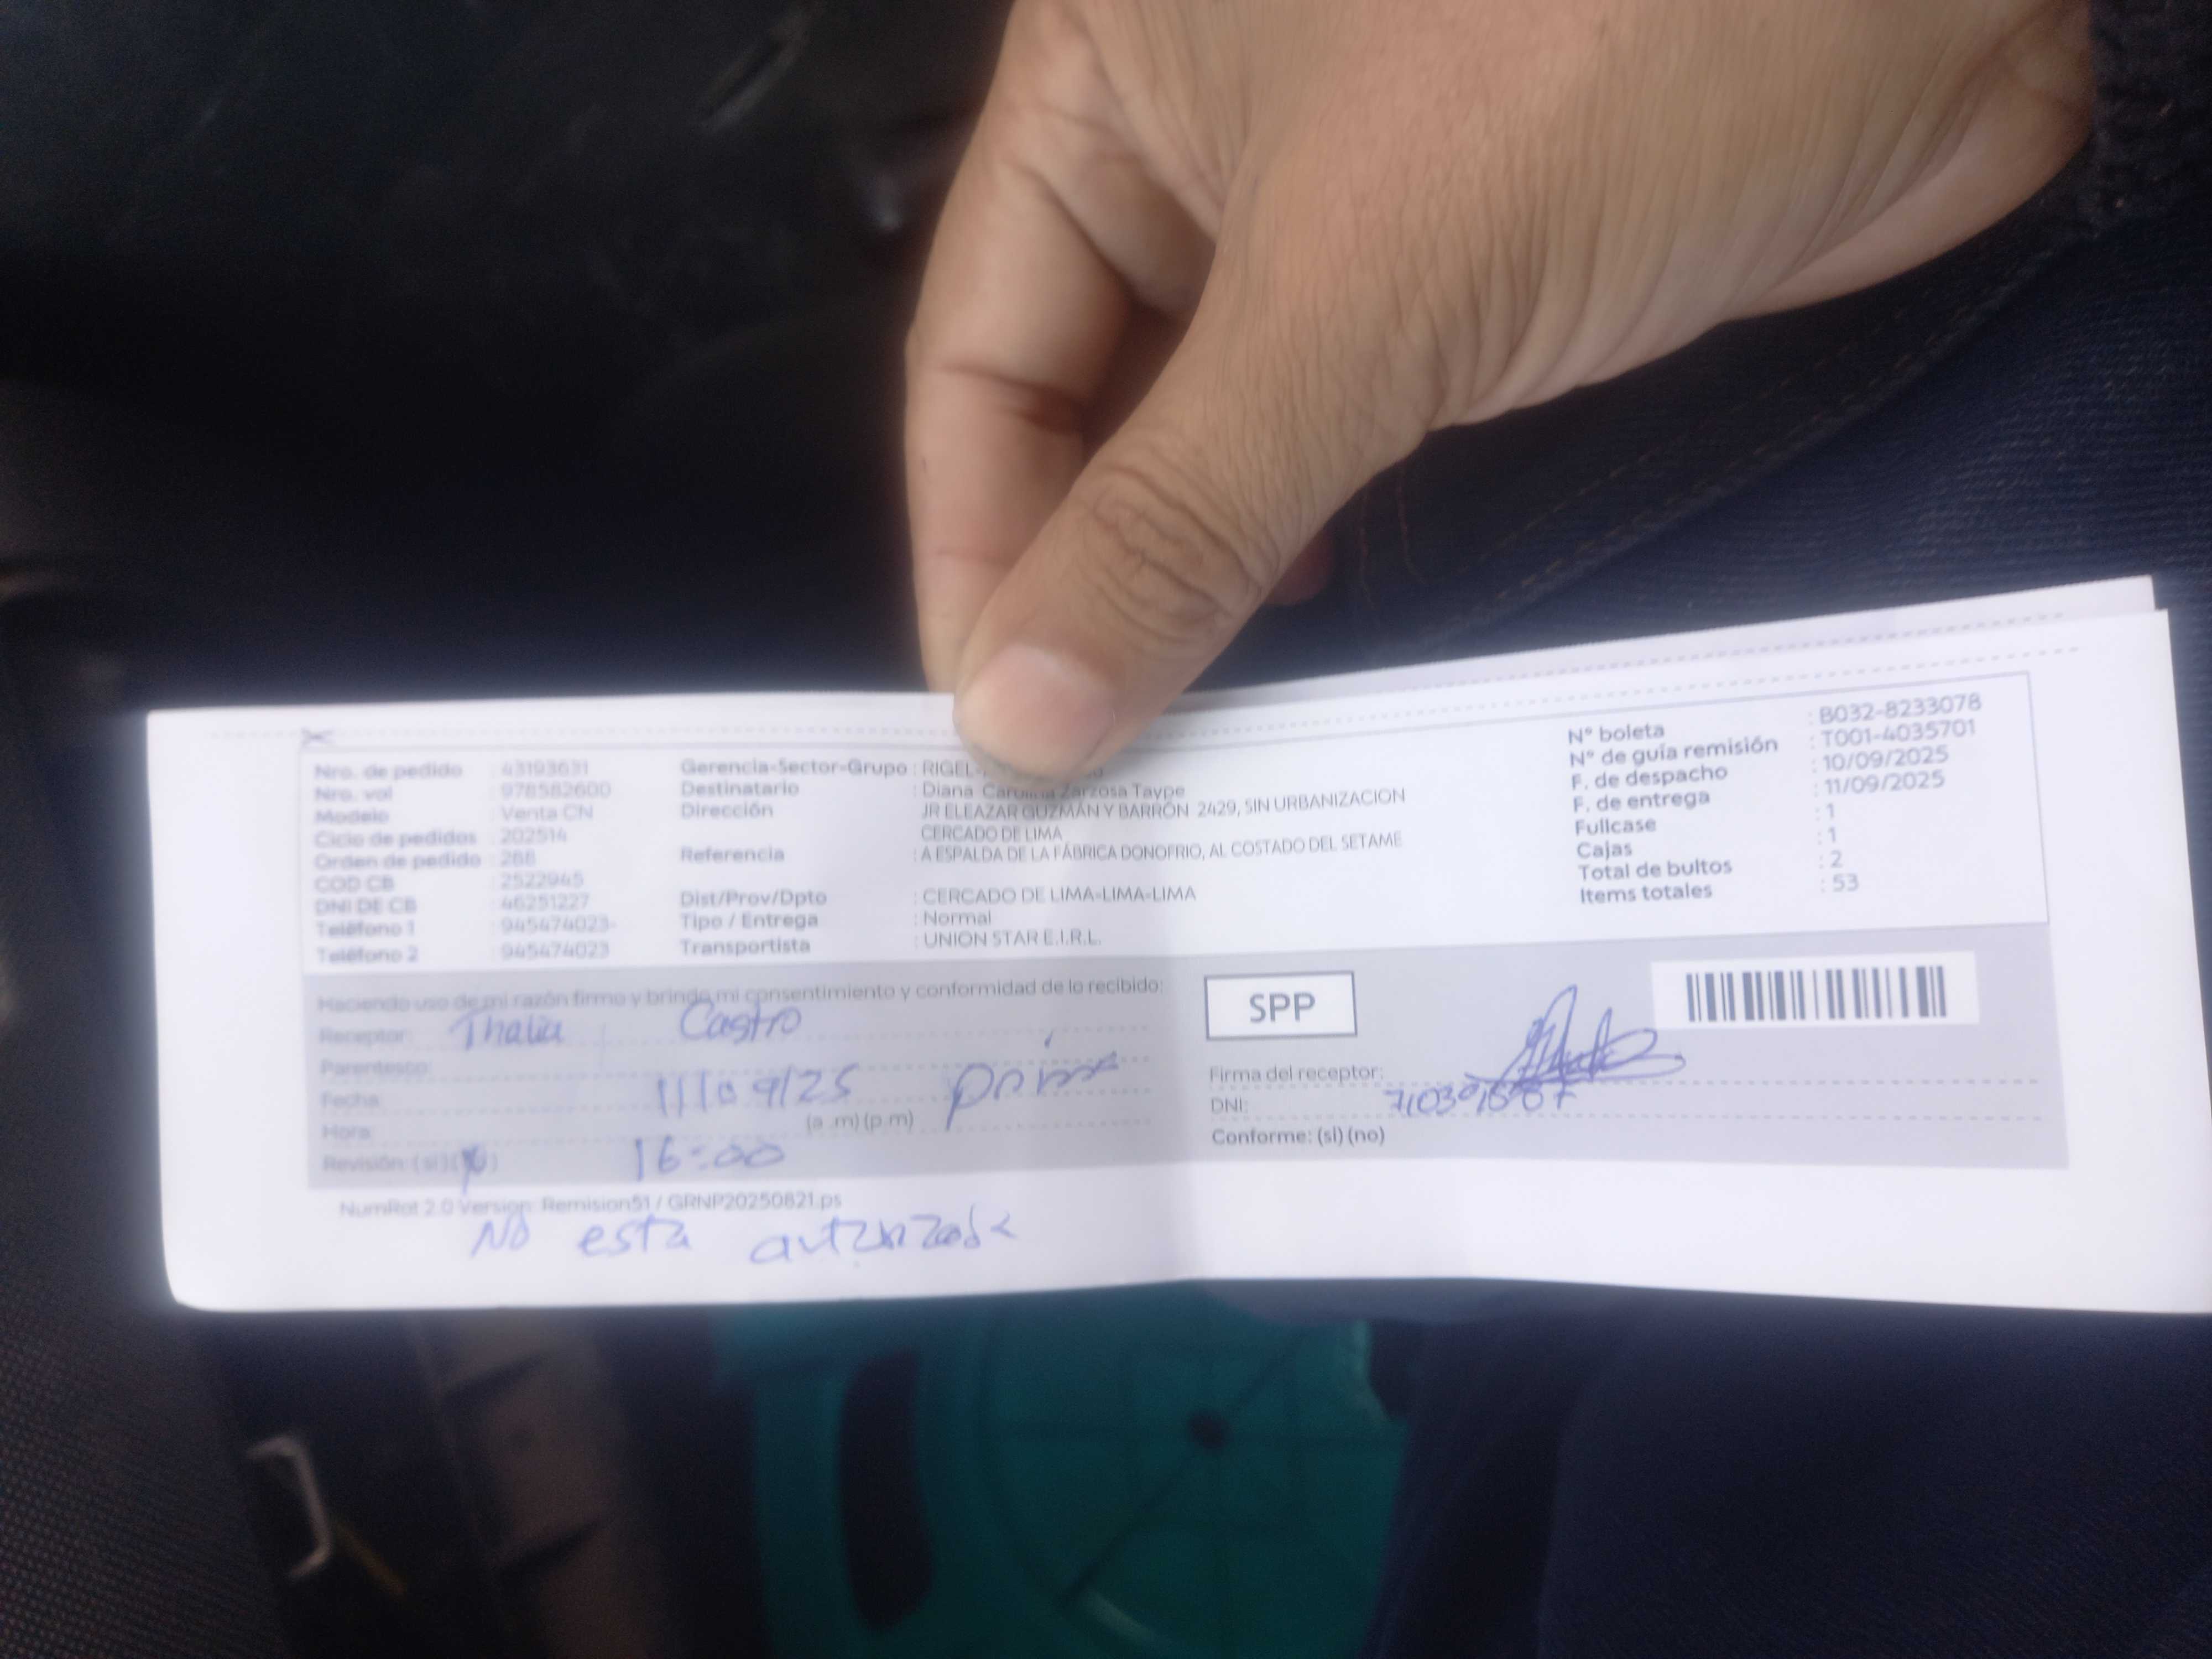 Nro. de pedido : 43193631
Nro. vol : 978582600
Modelo : Venta CN
Ciclo de pedidos : 202514
Orden de pedido : 288
COD CB : 2522945
DNI DE CB : 46251227
Teléfono 1 : 945474023-
Teléfono 2 : 945474023
Gerencia-Sector-Grupo : RIGEL-
Destinatario : Diana Carolina Zarzosa Taype
Dirección : JR ELEAZAR GUZMÁN Y BARRÓN 2429, SIN URBANIZACION
CERCADO DE LIMA
Referencia : A ESPALDA DE LA FÁBRICA DONOFRIO, AL COSTADO DEL SETAME
Dist/Prov/Dpto : CERCADO DE LIMA-LIMA-LIMA
Tipo / Entrega : Normal
Transportista : UNION STAR E.I.R.L.
N° boleta : B032-8233078
N° de guía remisión : T001-4035701
F. de despacho : 10/09/2025
F. de entrega : 11/09/2025
Fullcase : 1
Cajas : 1
Total de bultos : 2
Items totales : 53
Haciendo uso de mi razón firmo y brindo mi consentimiento y conformidad de lo recibido:
Receptor: Thalia Castro
Parentesco: prima
Fecha: 11/09/25
Hora: 16:00 (a .m) (p.m)
Revisión: (si)
SPP
Firma del receptor:
DNI:
Conforme: (si) (no)
NumRot 2.0 Version: Remision51 / GRNP20250821.ps
No esta